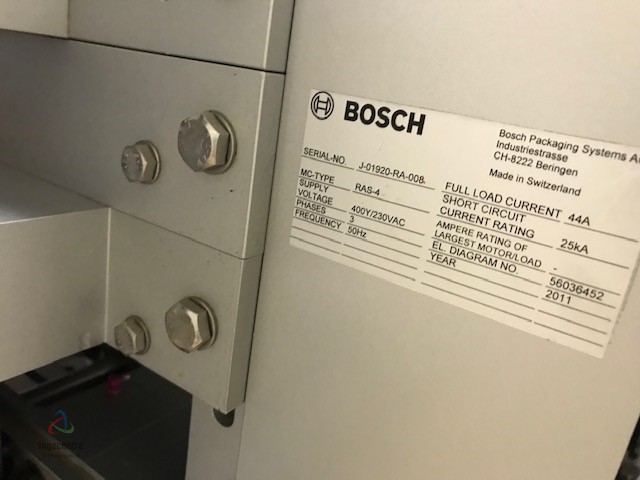 BOSCH
Bosch Packaging Systems
Industriestrasse
CH-8222 Beringen
Made in Switzerland
SERIAL-NO. J-01920-RA-008.
MC-TYPE RAS-4
SUPPLY
VOLTAGE 400Y/230VAC
PHASES 3
FREQUENCY 50Hz
FULL LOAD CURRENT 44A
SHORT CIRCUIT
CURRENT RATING 25kA
AMPERE RATING OF
LARGEST MOTOR/LOAD -
EL. DIAGRAM NO. 56036452
YEAR 2011